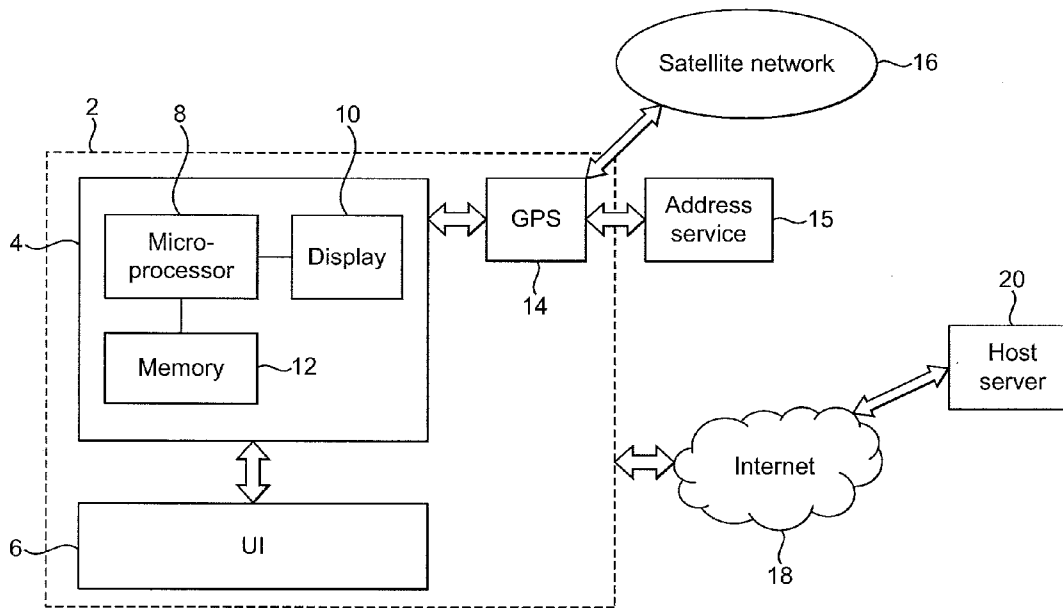 Satellite network
16
2
8
10
4
Micro-
processor
Display
GPS
Address
service
15
14
20
Memory
12
Host
server
Internet
6
UI
18